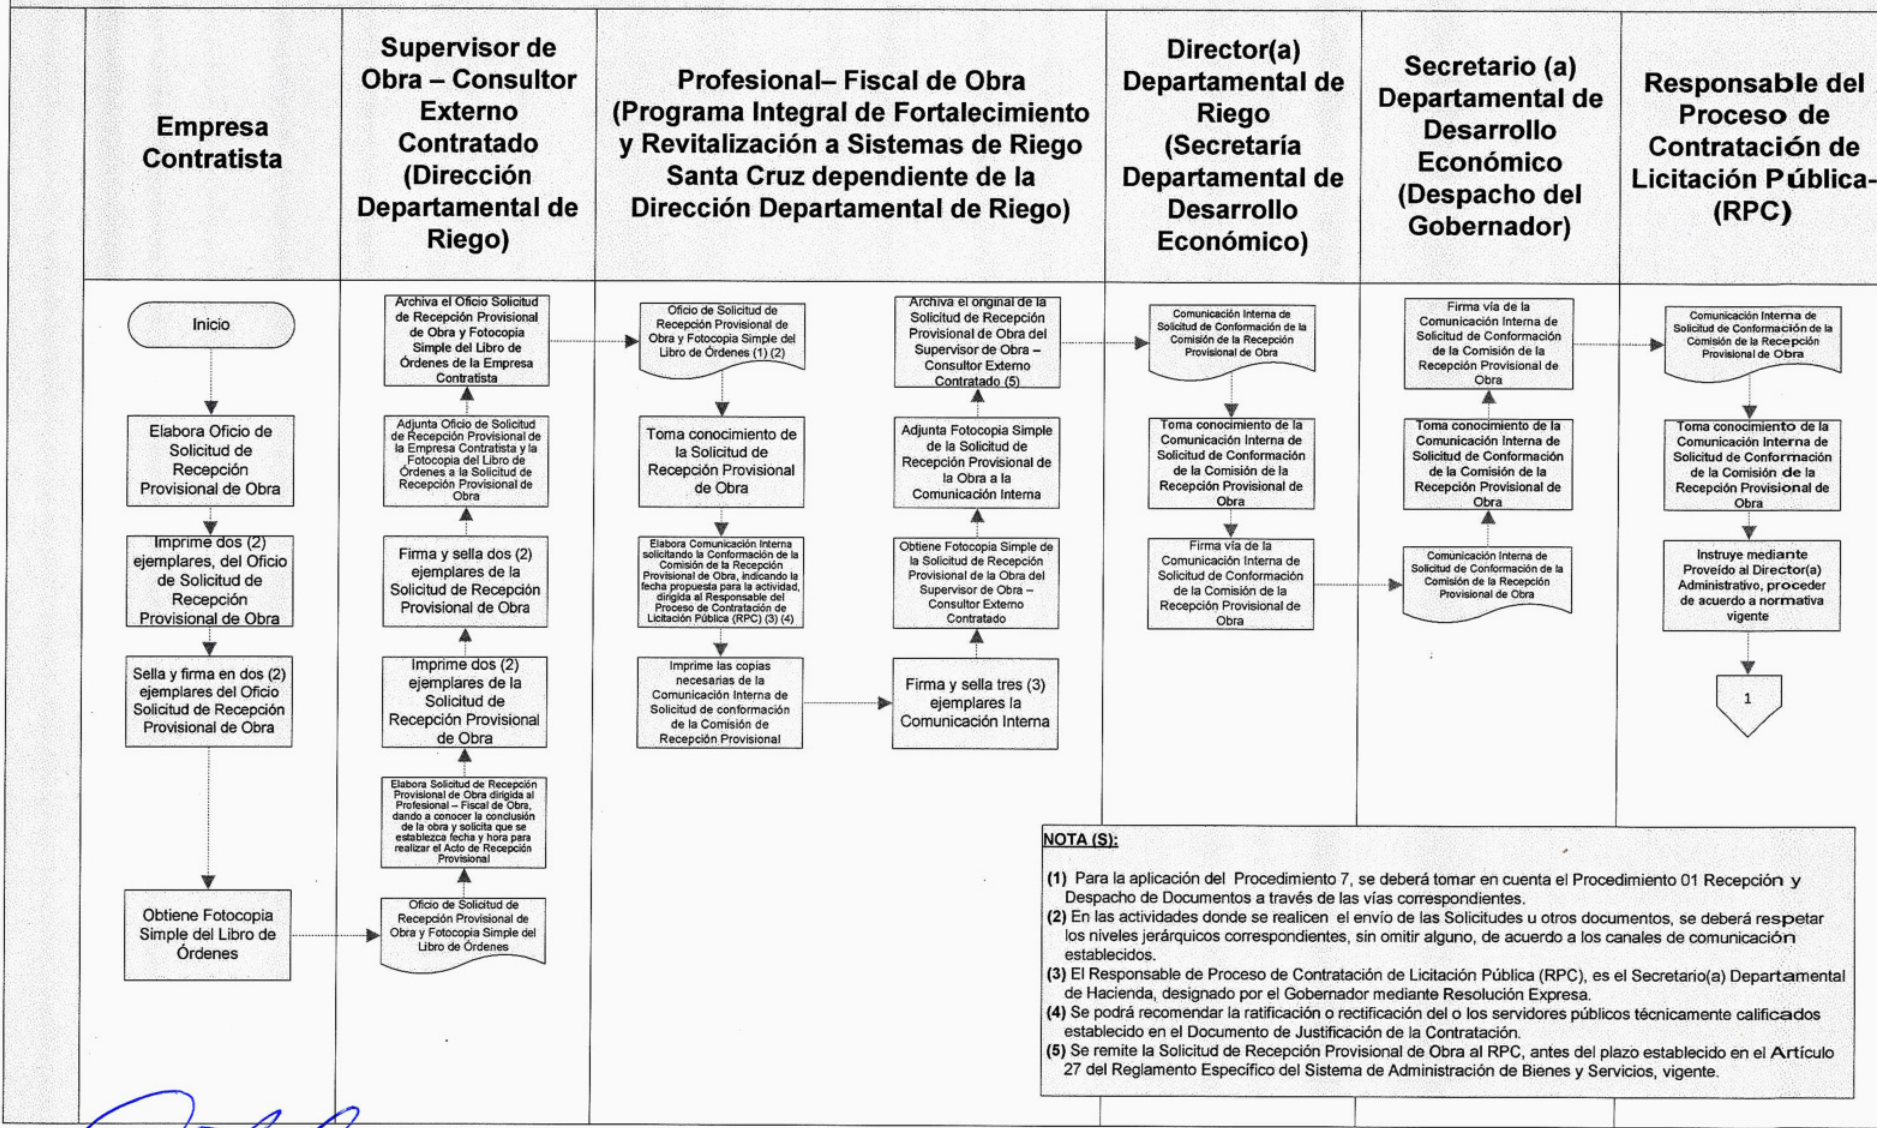 Empresa
Contratista
Supervisor de
Obra – Consultor
Externo
Contratado
(Dirección
Departamental de
Riego)
Profesional– Fiscal de Obra
(Programa Integral de Fortalecimiento
y Revitalización a Sistemas de Riego
Santa Cruz dependiente de la
Dirección Departamental de Riego)
Director(a)
Departamental de
Riego
(Secretaría
Departamental de
Desarrollo
Económico)
Secretario (a)
Departamental de
Desarrollo
Económico
(Despacho del
Gobernador)
Responsable del
Proceso de
Contratación de
Licitación Pública-
(RPC)
Inicio
Elabora Oficio de
Solicitud de
Recepción
Provisional de Obra
Imprime dos (2)
ejemplares, del Oficio
de Solicitud de
Recepción
Provisional de Obra
Sella y firma en dos (2)
ejemplares del Oficio
Solicitud de Recepción
Provisional de Obra
Obtiene Fotocopia
Simple del Libro de
Órdenes
Oficio de Solicitud de
Recepción Provisional de
Obra y Fotocopia Simple del
Libro de Órdenes
Elabora Solicitud de Recepción
Provisional de Obra dirigida al
Profesional – Fiscal de Obra,
dando a conocer la conclusión
de la obra y solicita que se
establezca fecha y hora para
realizar el Acto de Recepción
Provisional
Imprime dos (2)
ejemplares de la
Solicitud de
Recepción Provisional
de Obra
Firma y sella dos (2)
ejemplares de la
Solicitud de Recepción
Provisional de Obra
Adjunta Oficio de Solicitud
de Recepción Provisional de
la Empresa Contratista y la
Fotocopia del Libro de
Órdenes a la Solicitud de
Recepción Provisional de
Obra
Archiva el Oficio Solicitud
de Recepción Provisional
de Obra y Fotocopia
Simple del Libro de
Órdenes de la Empresa
Contratista
Oficio de Solicitud de
Recepción Provisional de
Obra y Fotocopia Simple del
Libro de Órdenes (1) (2)
Toma conocimiento de
la Solicitud de
Recepción Provisional
de Obra
Elabora Comunicación Interna
solicitando la Conformación de la
Comisión de la Recepción
Provisional de Obra, indicando la
fecha propuesta para la actividad,
dirigida al Responsable del
Proceso de Contratación de
Licitación Pública (RPC) (3) (4)
Imprime las copias
necesarias de la
Comunicación Interna de
Solicitud de conformación
de la Comisión de
Recepción Provisional
Firma y sella tres (3)
ejemplares la
Comunicación Interna
Obtiene Fotocopia Simple de
la Solicitud de Recepción
Provisional de la Obra del
Supervisor de Obra –
Consultor Externo
Contratado
Adjunta Fotocopia Simple
de la Solicitud de
Recepción Provisional de
la Obra a la
Comunicación Interna
Archiva el original de la
Solicitud de Recepción
Provisional de Obra del
Supervisor de Obra –
Consultor Externo
Contratado (5)
Comunicación Interna de
Solicitud de Conformación de la
Comisión de la Recepción
Provisional de Obra
Toma conocimiento de la
Comunicación Interna de
Solicitud de Conformación
de la Comisión de la
Recepción Provisional de
Obra
Firma vía de la
Comunicación Interna de
Solicitud de Conformación
de la Comisión de la
Recepción Provisional de
Obra
Comunicación Interna de
Solicitud de Conformación de la
Comisión de la Recepción
Provisional de Obra
Toma conocimiento de la
Comunicación Interna de
Solicitud de Conformación
de la Comisión de la
Recepción Provisional de
Obra
Firma vía de la
Comunicación Interna de
Solicitud de Conformación
de la Comisión de la
Recepción Provisional de
Obra
Comunicación Interna de
Solicitud de Conformación de la
Comisión de la Recepción
Provisional de Obra
Toma conocimiento de la
Comunicación Interna de
Solicitud de Conformación
de la Comisión de la
Recepción Provisional de
Obra
Instruye mediante
Proveído al Director(a)
Administrativo, proceder
de acuerdo a normativa
vigente
1
NOTA (S):
(1) Para la aplicación del Procedimiento 7, se deberá tomar en cuenta el Procedimiento 01 Recepción y
Despacho de Documentos a través de las vías correspondientes.
(2) En las actividades donde se realicen el envío de las Solicitudes u otros documentos, se deberá respetar
los niveles jerárquicos correspondientes, sin omitir alguno, de acuerdo a los canales de comunicación
establecidos.
(3) El Responsable de Proceso de Contratación de Licitación Pública (RPC), es el Secretario(a) Departamental
de Hacienda, designado por el Gobernador mediante Resolución Expresa.
(4) Se podrá recomendar la ratificación o rectificación del o los servidores públicos técnicamente calificados
establecido en el Documento de Justificación de la Contratación.
(5) Se remite la Solicitud de Recepción Provisional de Obra al RPC, antes del plazo establecido en el Artículo
27 del Reglamento Específico del Sistema de Administración de Bienes y Servicios, vigente.